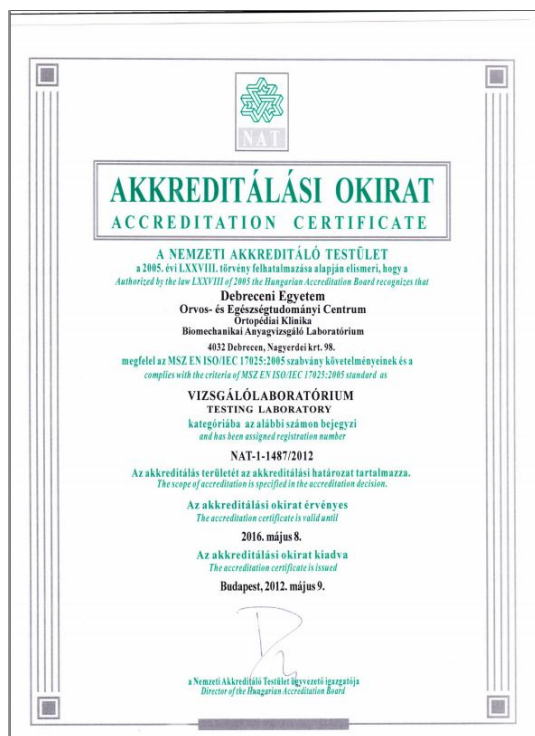 NAT
AKKREDITÁLÁSI OKIRAT
ACCREDITATION CERTIFICATE
A NEMZETI AKKREDITÁLÓ TESTÜLET
a 2005. évi LXXVIII. törvény felhatalmazása alapján elismeri, hogy a
Authorized by the law LXXVIII of 2005 the Hungarian Accreditation Board recognizes that
Debreceni Egyetem
Orvos- és Egészségtudományi Centrum
Ortopédiai Klinika
Biomechanikai Anyagvizsgáló Laboratórium
4032 Debrecen, Nagyerdei krt. 98.
megfelel az MSZ EN ISO/IEC 17025:2005 szabvány követelményeinek és a
complies with the criteria of MSZ EN ISO/IEC 17025:2005 standard as
VIZSGÁLÓLABORATÓRIUM
TESTING LABORATORY
kategóriába az alábbi számon bejegyzi
and has been assigned registration number
NAT-1-1487/2012
Az akkreditálás területét az akkreditálási határozat tartalmazza.
The scope of accreditation is specified in the accreditation decision.
Az akkreditálási okirat érvényes
The accreditation certificate is valid until
2016. május 8.
Az akkreditálási okirat kiadva
The accreditation certificate is issued
Budapest, 2012. május 9.
a Nemzeti Akkreditáló Testület ügyvezető igazgatója
Director of the Hungarian Accreditation Board